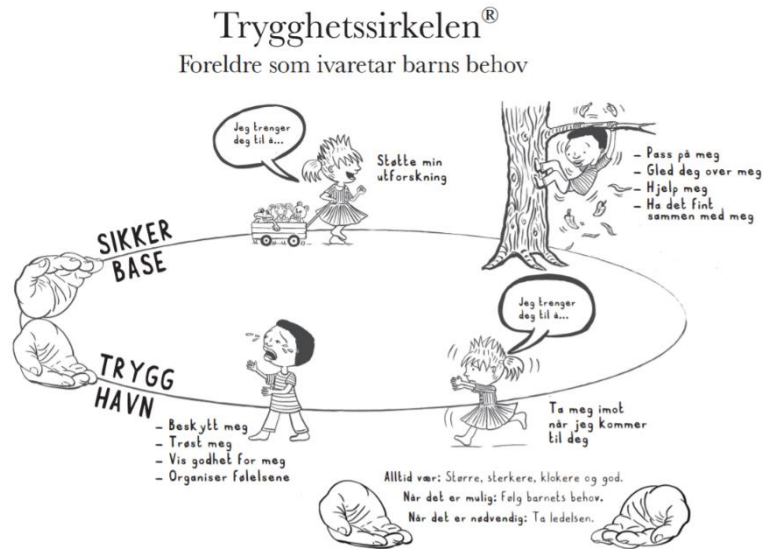 Trygghetssirkelen®
Foreldre som ivaretar barns behov
Jeg trenger
deg til å...
Støtte min
utforskning
– Pass på meg
– Gled deg over meg
– Hjelp meg
– Ha det fint
sammen med meg
SIKKER
BASE
Jeg trenger
deg til å...
TRYGG
HAVN
Ta meg imot
når jeg kommer
til deg
– Beskytt meg
– Trøst meg
– Vis godhet for meg
– Organiser følelsene
Alltid vær: Større, sterkere, klokere og god.
Når det er mulig: Følg barnets behov.
Når det er nødvendig: Ta ledelsen.